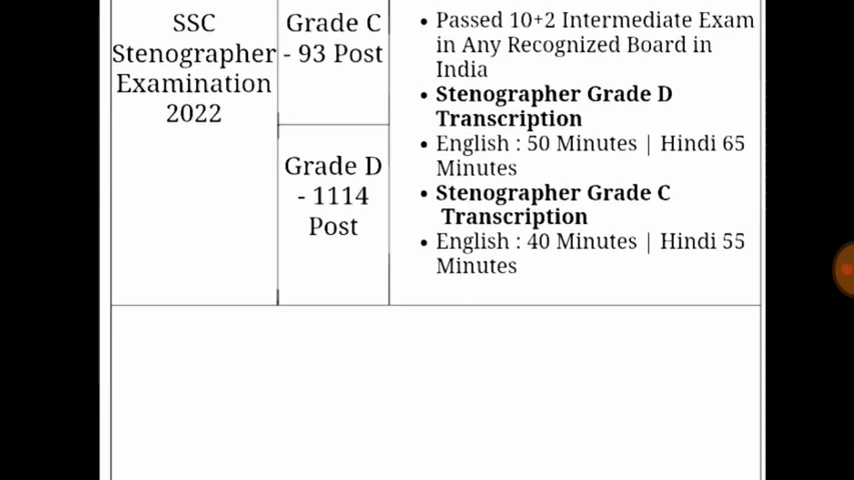 SSC
Stenographer
Examination
2022
Grade C
- 93 Post
Grade D
- 1114
Post
• Passed 10+2 Intermediate Exam
in Any Recognized Board in
India
• Stenographer Grade D
Transcription
• English : 50 Minutes | Hindi 65
Minutes
• Stenographer Grade C
Transcription
• English : 40 Minutes | Hindi 55
Minutes